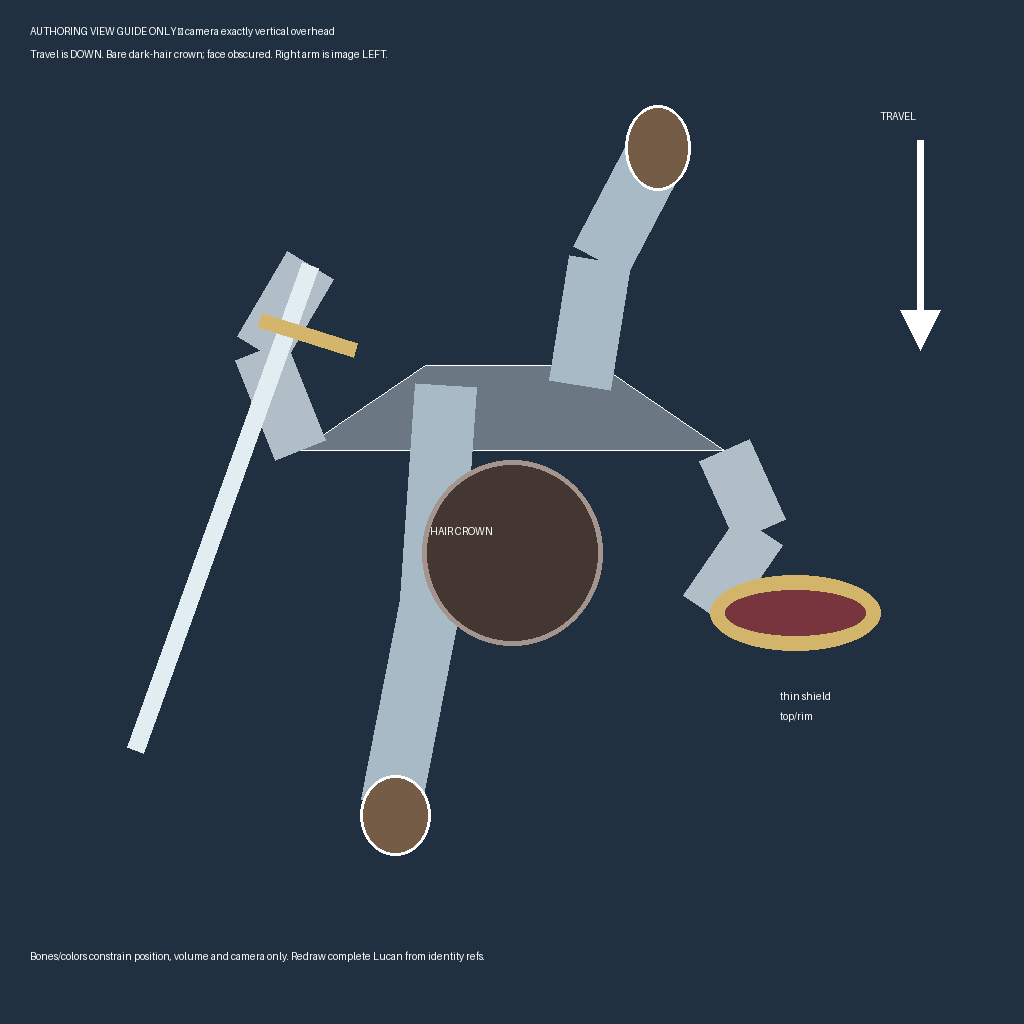 AUTHORING VIEW GUIDE ONLY▯camera exactly vertical overhead
Travel is DOWN. Bare dark-hair crown; face obscured. Right arm is image LEFT.
TRAVEL
HAIR CROWN
thin shield
top/rim
Bones/colors constrain position, volume and camera only. Redraw complete Lucan from identity refs.